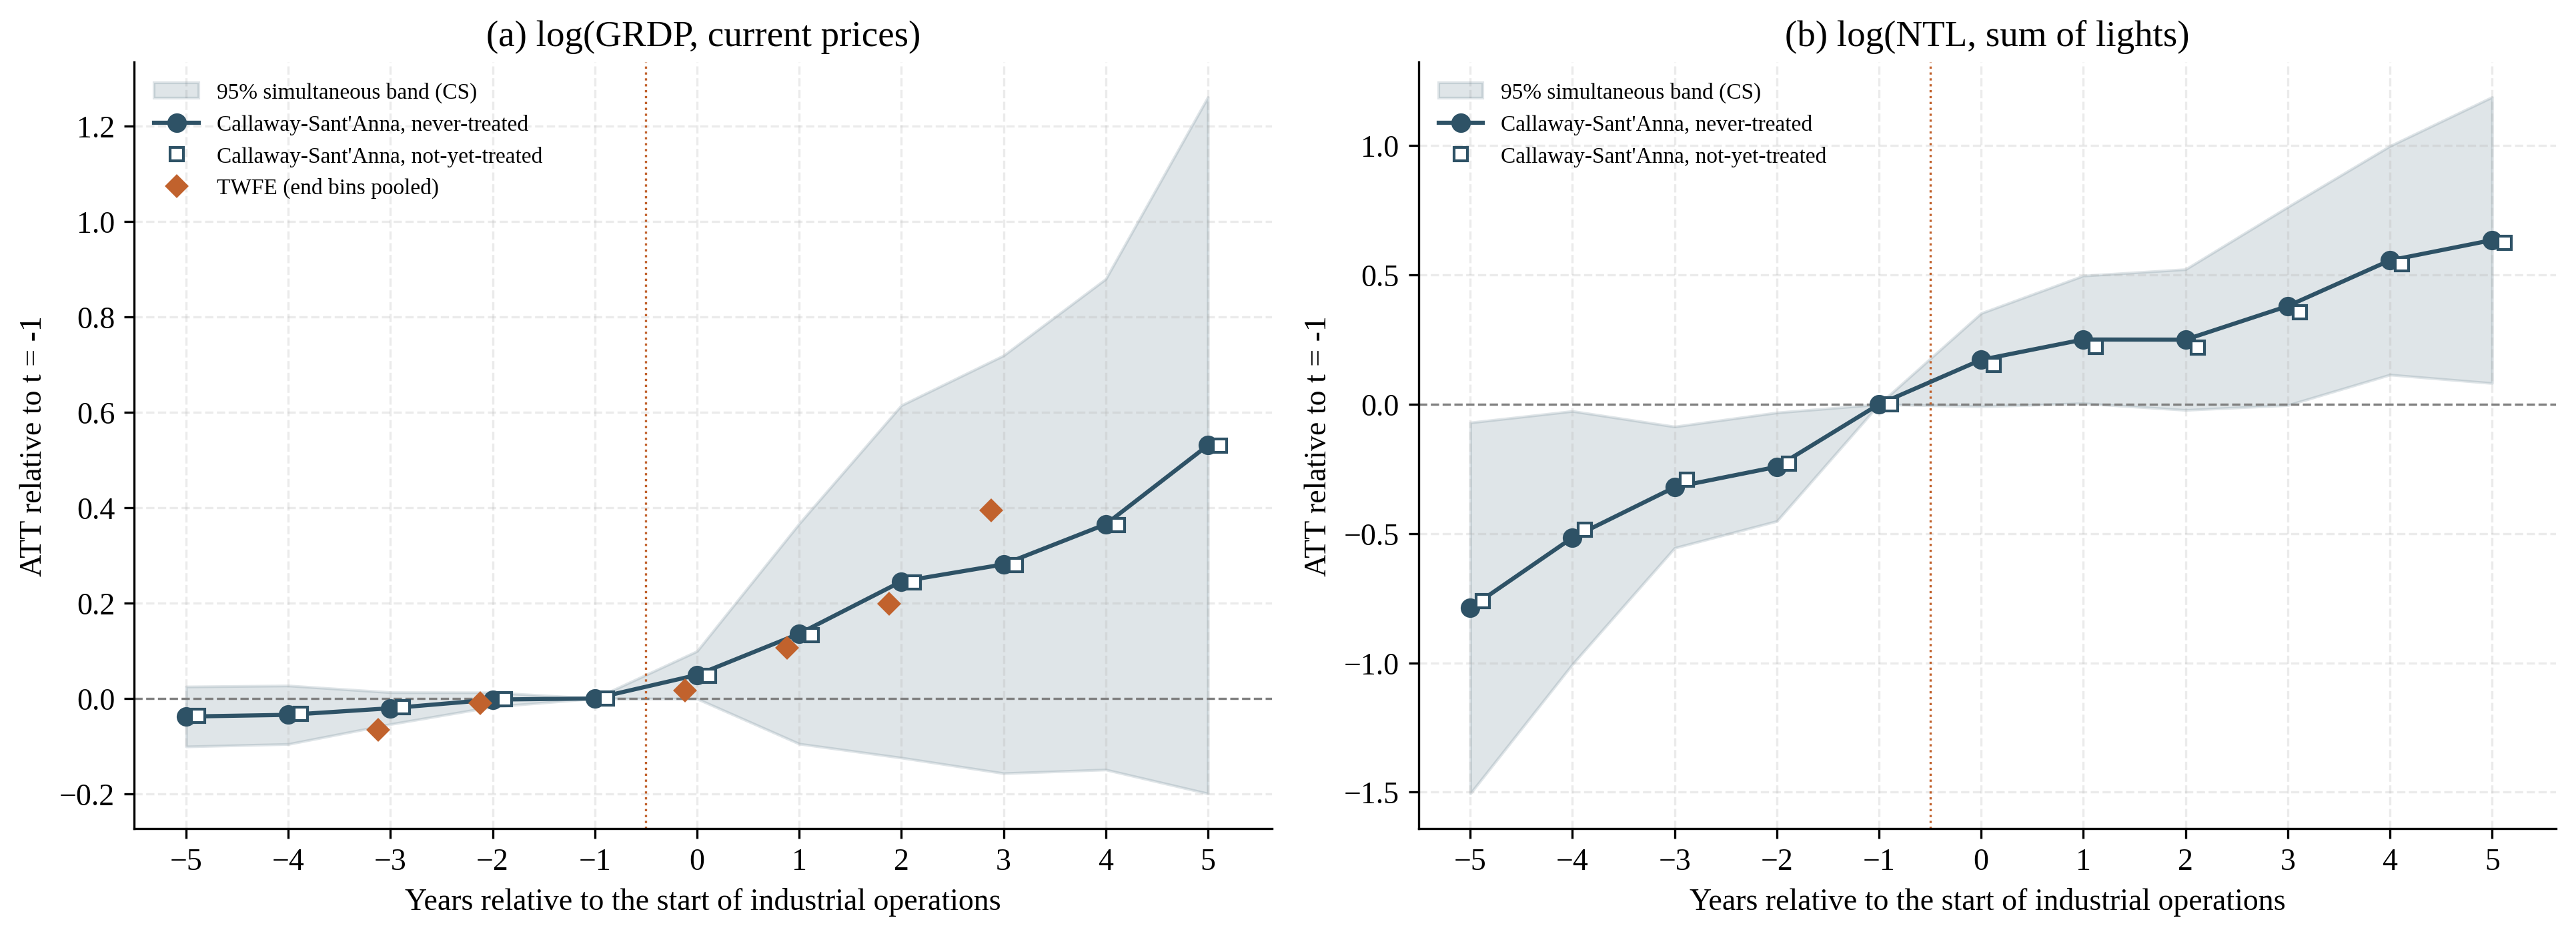 (a) log(GRDP, current prices)
95% simultaneous band (CS)
Callaway-Sant'Anna, never-treated
Callaway-Sant'Anna, not-yet-treated
TWFE (end bins pooled)
ATT relative to t = -1
1.2
1.0
0.8
0.6
0.4
0.2
0.0
−0.2
−5 −4 −3 −2 −1 0 1 2 3 4 5
Years relative to the start of industrial operations
(b) log(NTL, sum of lights)
95% simultaneous band (CS)
Callaway-Sant'Anna, never-treated
Callaway-Sant'Anna, not-yet-treated
ATT relative to t = -1
1.0
0.5
0.0
−0.5
−1.0
−1.5
−5 −4 −3 −2 −1 0 1 2 3 4 5
Years relative to the start of industrial operations